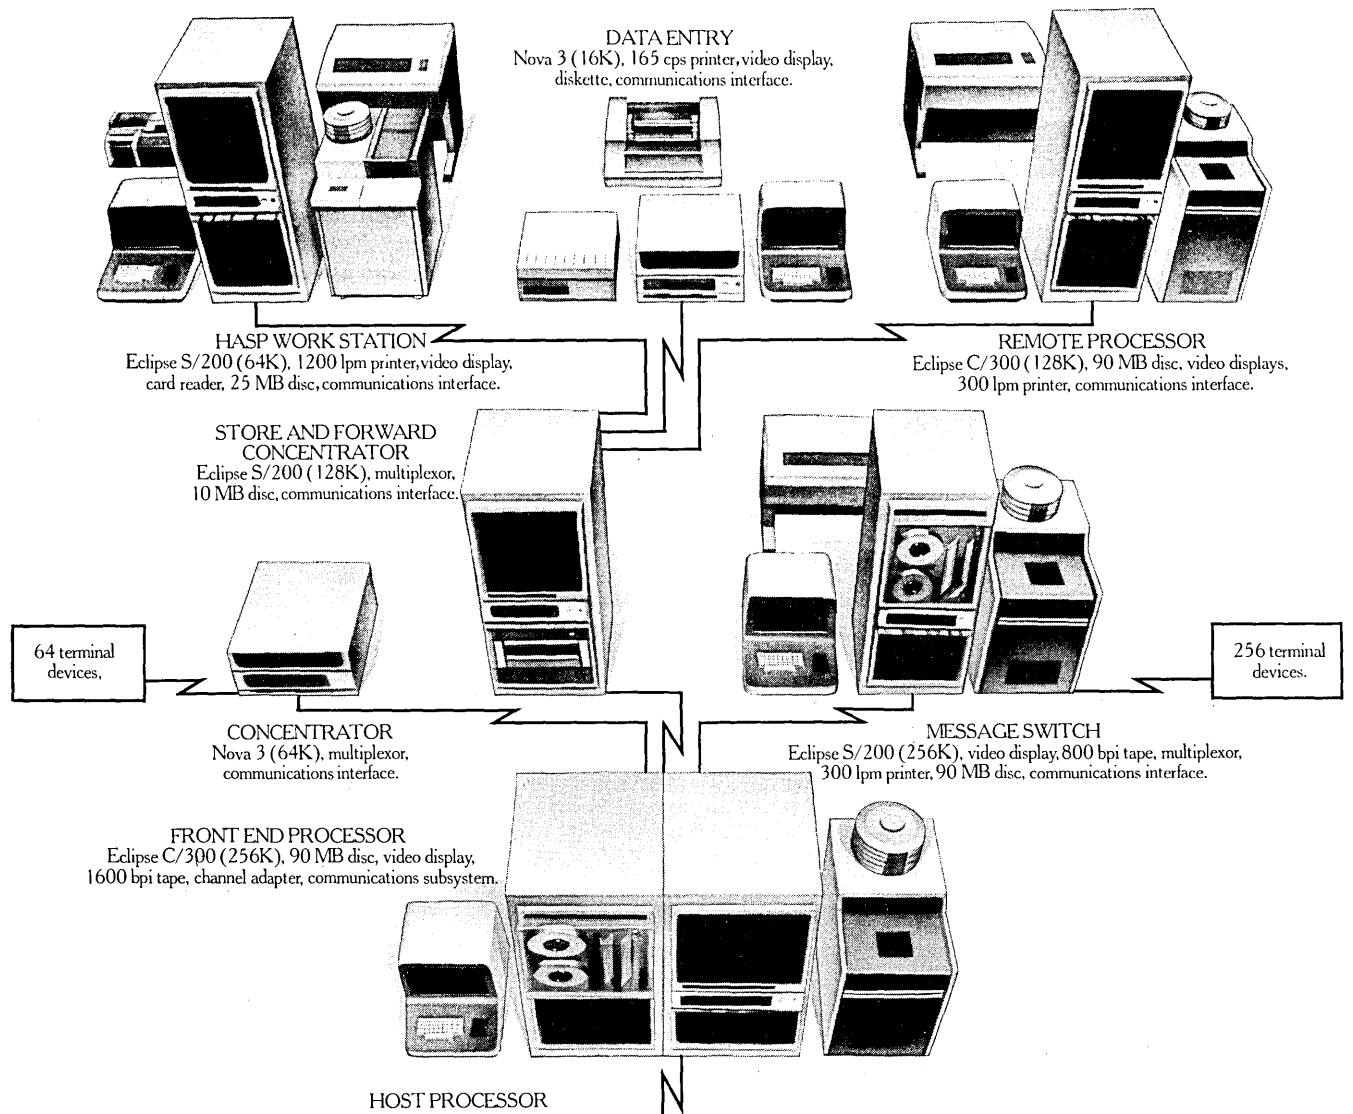 DATA ENTRY
Nova 3 (16K), 165 cps printer, video display,
diskette, communications interface.
HASP WORK STATION
Eclipse S/200 (64K), 1200 lpm printer, video display,
card reader, 25 MB disc, communications interface.
REMOTE PROCESSOR
Eclipse C/300 (128K), 90 MB disc, video displays,
300 lpm printer, communications interface.
STORE AND FORWARD
CONCENTRATOR
Eclipse S/200 (128K), multiplexor,
10 MB disc, communications interface.
64 terminal
devices,
256 terminal
devices.
CONCENTRATOR
Nova 3 (64K), multiplexor,
communications interface.
MESSAGE SWITCH
Eclipse S/200 (256K), video display, 800 bpi tape, multiplexor,
300 lpm printer, 90 MB disc, communications interface.
FRONT END PROCESSOR
Eclipse C/300 (256K), 90 MB disc, video display,
1600 bpi tape, channel adapter, communications subsystem.
HOST PROCESSOR